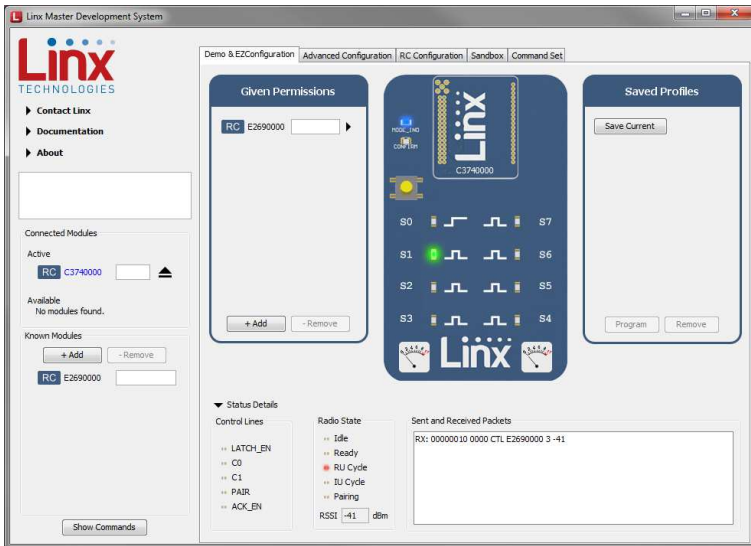 Linx Master Development System
Linx
TECHNOLOGIES
Contact Linx
Documentation
About
Connected Modules
Active
RC C3740000
Available
No modules found.
Known Modules
+ Add - Remove
RC E2690000
Show Commands
Demo & EZConfiguration Advanced Configuration RC Configuration Sandbox Command Set
Given Permissions
RC E2690000
+ Add - Remove
MODE_IND
CONFIRM
Linx
C3740000
S0 S7
S1 S6
S2 S5
S3 S4
Linx
Saved Profiles
Save Current
Program Remove
Status Details
Control Lines
LATCH_EN
C0
C1
PAIR
ACK_EN
Radio State
Idle
Ready
RU Cycle
IU Cycle
Pairing
RSSI -41 dBm
Sent and Received Packets
RX: 00000010 0000 CTL E2690000 3 -41